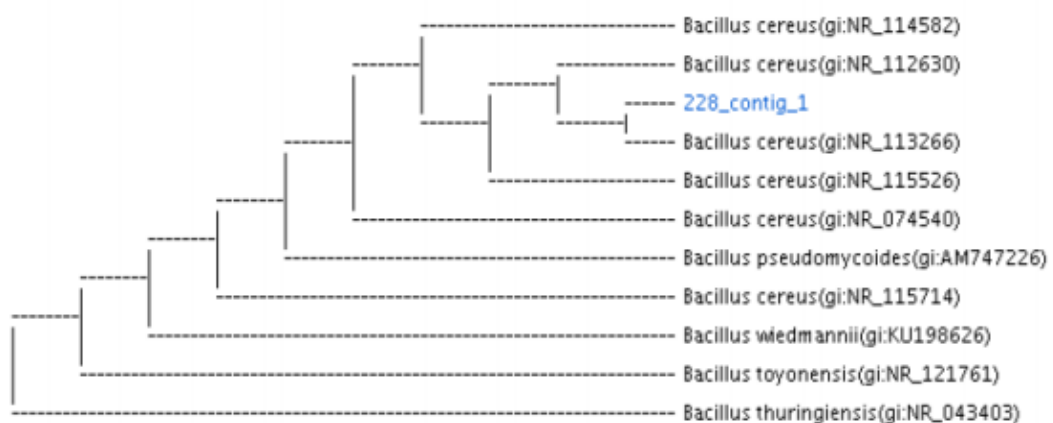 Bacillus cereus(gi:NR_114582)
Bacillus cereus(gi:NR_112630)
228_contig_1
Bacillus cereus(gi:NR_113266)
Bacillus cereus(gi:NR_115526)
Bacillus cereus(gi:NR_074540)
Bacillus pseudomycoides(gi:AM747226)
Bacillus cereus(gi:NR_115714)
Bacillus wiedmannii(gi:KU198626)
Bacillus toyonensis(gi:NR_121761)
Bacillus thuringiensis(gi:NR_043403)